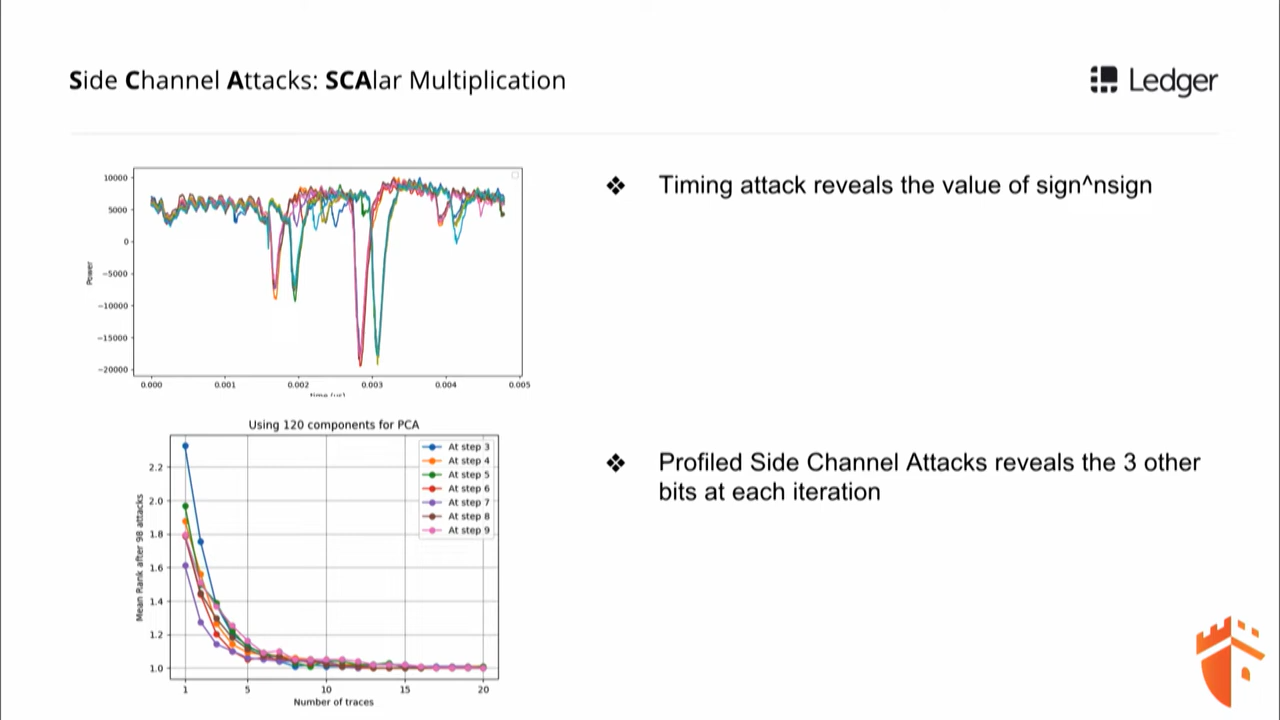 Side Channel Attacks: SCAlar Multiplication
Ledger
10000
5000
0
−5000
−10000
−15000
−20000
Power
0.000 0.001 0.002 0.003 0.004 0.005
❖ Timing attack reveals the value of sign^nsign
Using 120 components for PCA
At step 3
At step 4
At step 5
At step 6
At step 7
At step 8
At step 9
2.2
2.0
1.8
1.6
1.4
1.2
1.0
Mean Rank after 98 attacks
1 5 10 15 20
Number of traces
❖ Profiled Side Channel Attacks reveals the 3 other
bits at each iteration